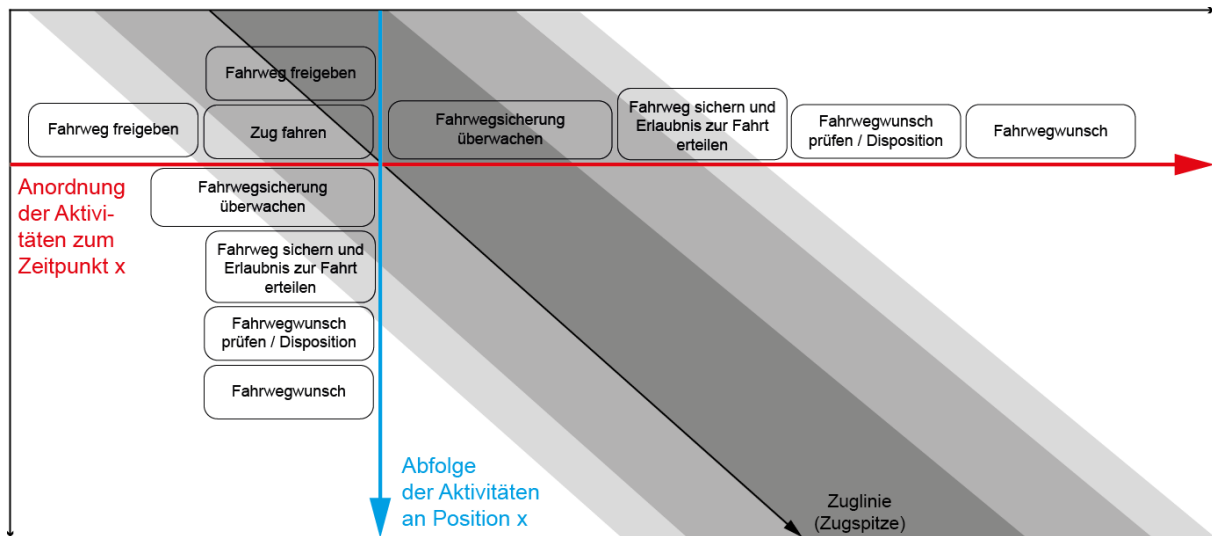 Fahrweg freigeben
Fahrweg freigeben
Zug fahren
Fahrwegsicherung
überwachen
Fahrweg sichern und
Erlaubnis zur Fahrt
erteilen
Fahrwegwunsch
prüfen / Disposition
Fahrwegwunsch
Anordnung
der Aktivi-
täten zum
Zeitpunkt x
Fahrwegsicherung
überwachen
Fahrweg sichern und
Erlaubnis zur Fahrt
erteilen
Fahrwegwunsch
prüfen / Disposition
Fahrwegwunsch
Abfolge
der Aktivitäten
an Position x
Zuglinie
(Zugspitze)